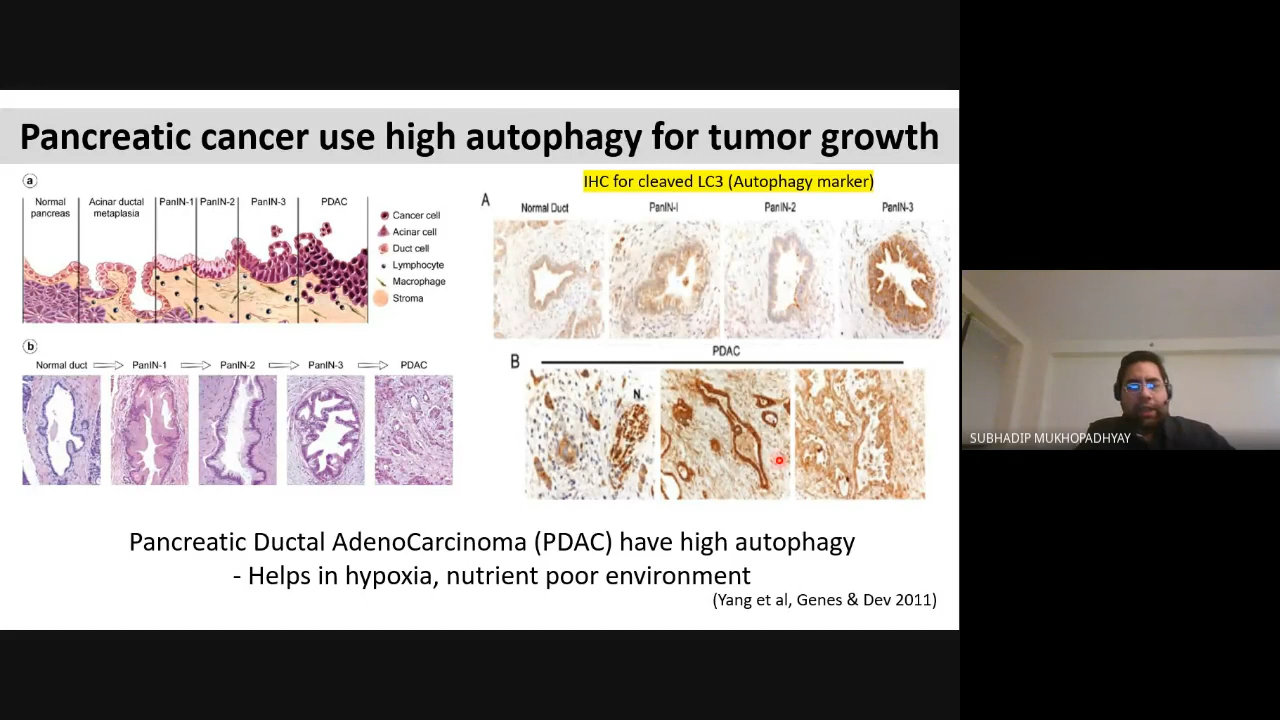 Pancreatic cancer use high autophagy for tumor growth
a
Normal pancreas
Acinar ductal metaplasia
PanIN-1
PanIN-2
PanIN-3
PDAC
Cancer cell
Acinar cell
Duct cell
Lymphocyte
Macrophage
Stroma
b
Normal duct
PanIN-1
PanIN-2
PanIN-3
PDAC
IHC for cleaved LC3 (Autophagy marker)
A
Normal Duct
PanIN-I
PanIN-2
PanIN-3
B
PDAC
N
Pancreatic Ductal AdenoCarcinoma (PDAC) have high autophagy
- Helps in hypoxia, nutrient poor environment
(Yang et al, Genes & Dev 2011)
SUBHADIP MUKHOPADHYAY